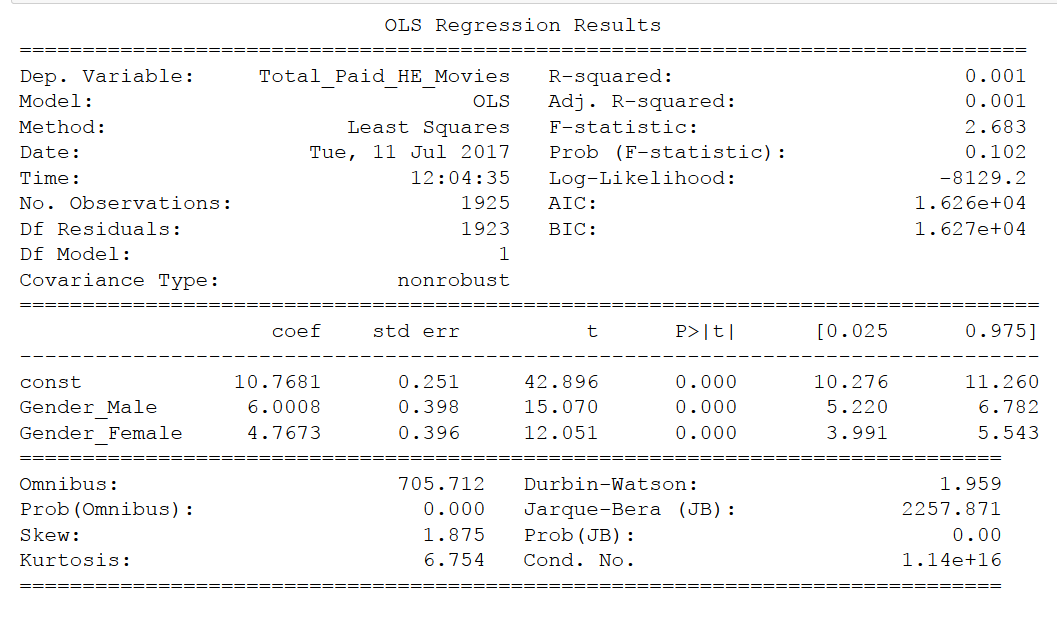 OLS Regression Results
==============================================================================
Dep. Variable: Total_Paid_HE_Movies R-squared: 0.001
Model: OLS Adj. R-squared: 0.001
Method: Least Squares F-statistic: 2.683
Date: Tue, 11 Jul 2017 Prob (F-statistic): 0.102
Time: 12:04:35 Log-Likelihood: -8129.2
No. Observations: 1925 AIC: 1.626e+04
Df Residuals: 1923 BIC: 1.627e+04
Df Model: 1
Covariance Type: nonrobust
==============================================================================
coef std err t P>|t| [0.025 0.975]
------------------------------------------------------------------------------
const 10.7681 0.251 42.896 0.000 10.276 11.260
Gender_Male 6.0008 0.398 15.070 0.000 5.220 6.782
Gender_Female 4.7673 0.396 12.051 0.000 3.991 5.543
==============================================================================
Omnibus: 705.712 Durbin-Watson: 1.959
Prob(Omnibus): 0.000 Jarque-Bera (JB): 2257.871
Skew: 1.875 Prob(JB): 0.00
Kurtosis: 6.754 Cond. No. 1.14e+16
==============================================================================